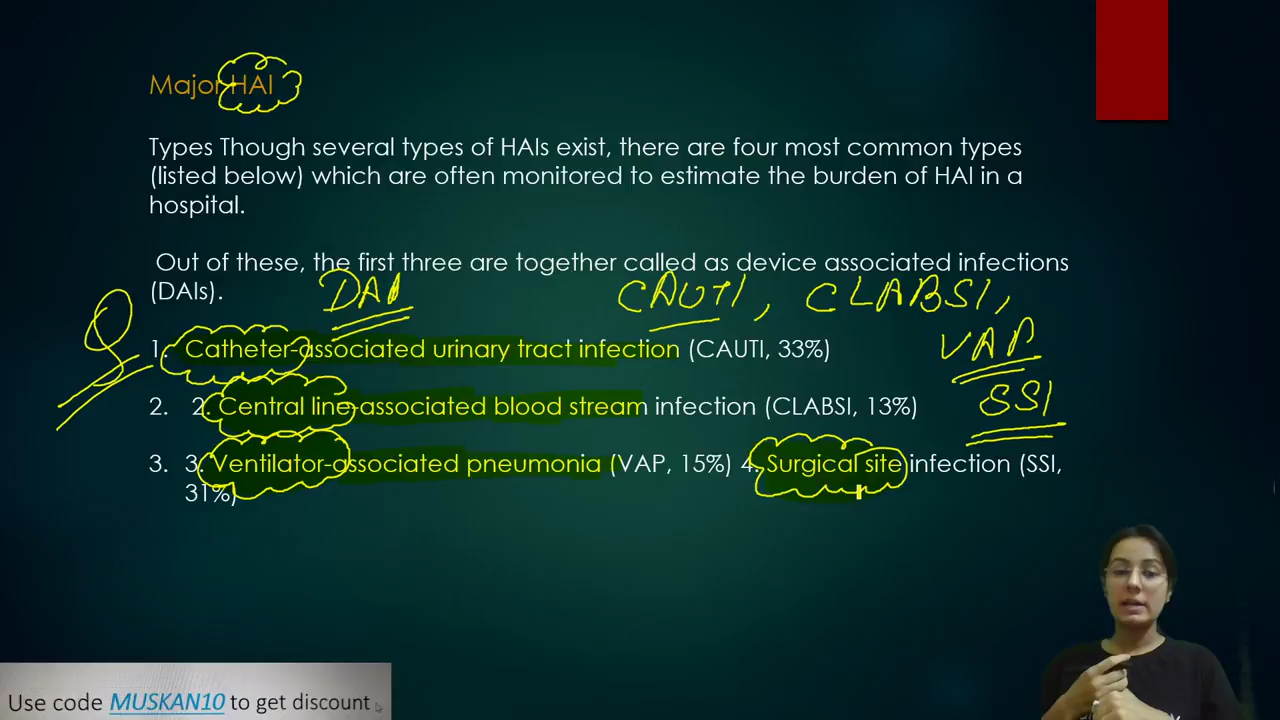 Major HAI
Types Though several types of HAIs exist, there are four most common types
(listed below) which are often monitored to estimate the burden of HAI in a
hospital.
Out of these, the first three are together called as device associated infections
(DAIs).
DAI
CAUTI, CLABSI,
1. Catheter-associated urinary tract infection (CAUTI, 33%)
VAP
2. 2. Central line-associated blood stream infection (CLABSI, 13%)
SSI
3. 3. Ventilator-associated pneumonia (VAP, 15%) 4. Surgical site infection (SSI,
31%)
Use code MUSKAN10 to get discount